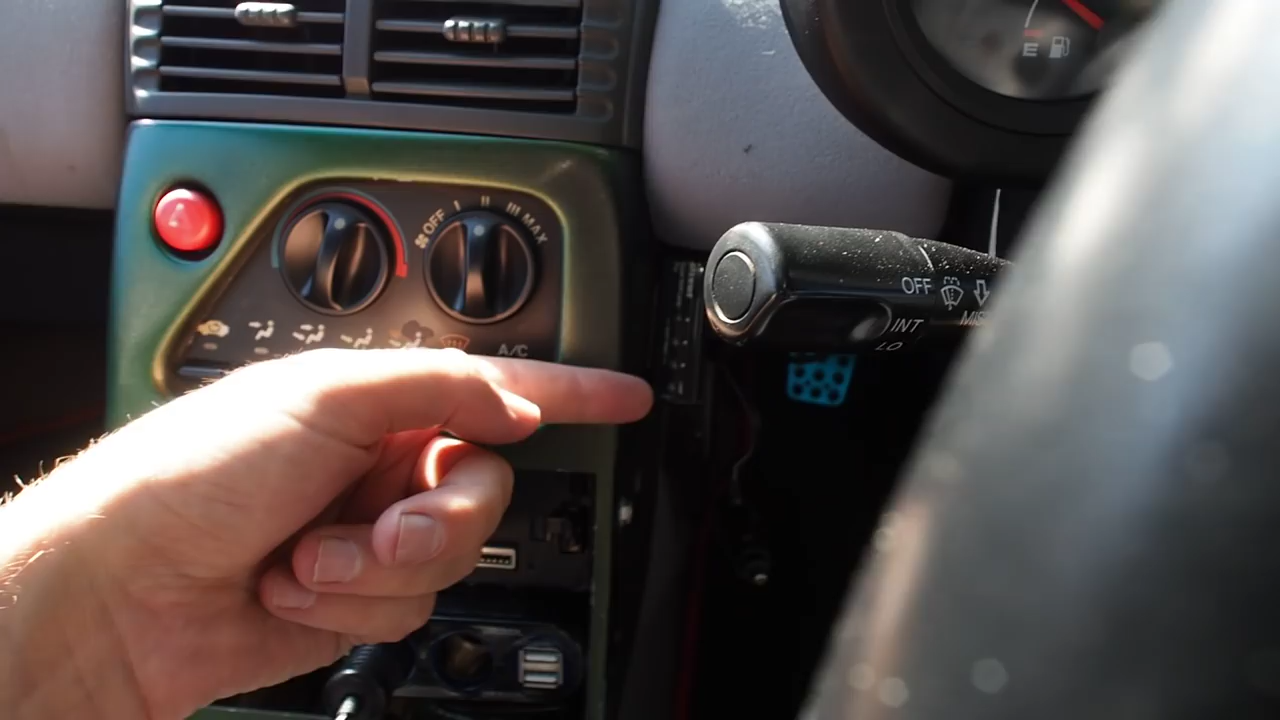 E
OFF I II III MAX
A/C
OFF
INT
LO